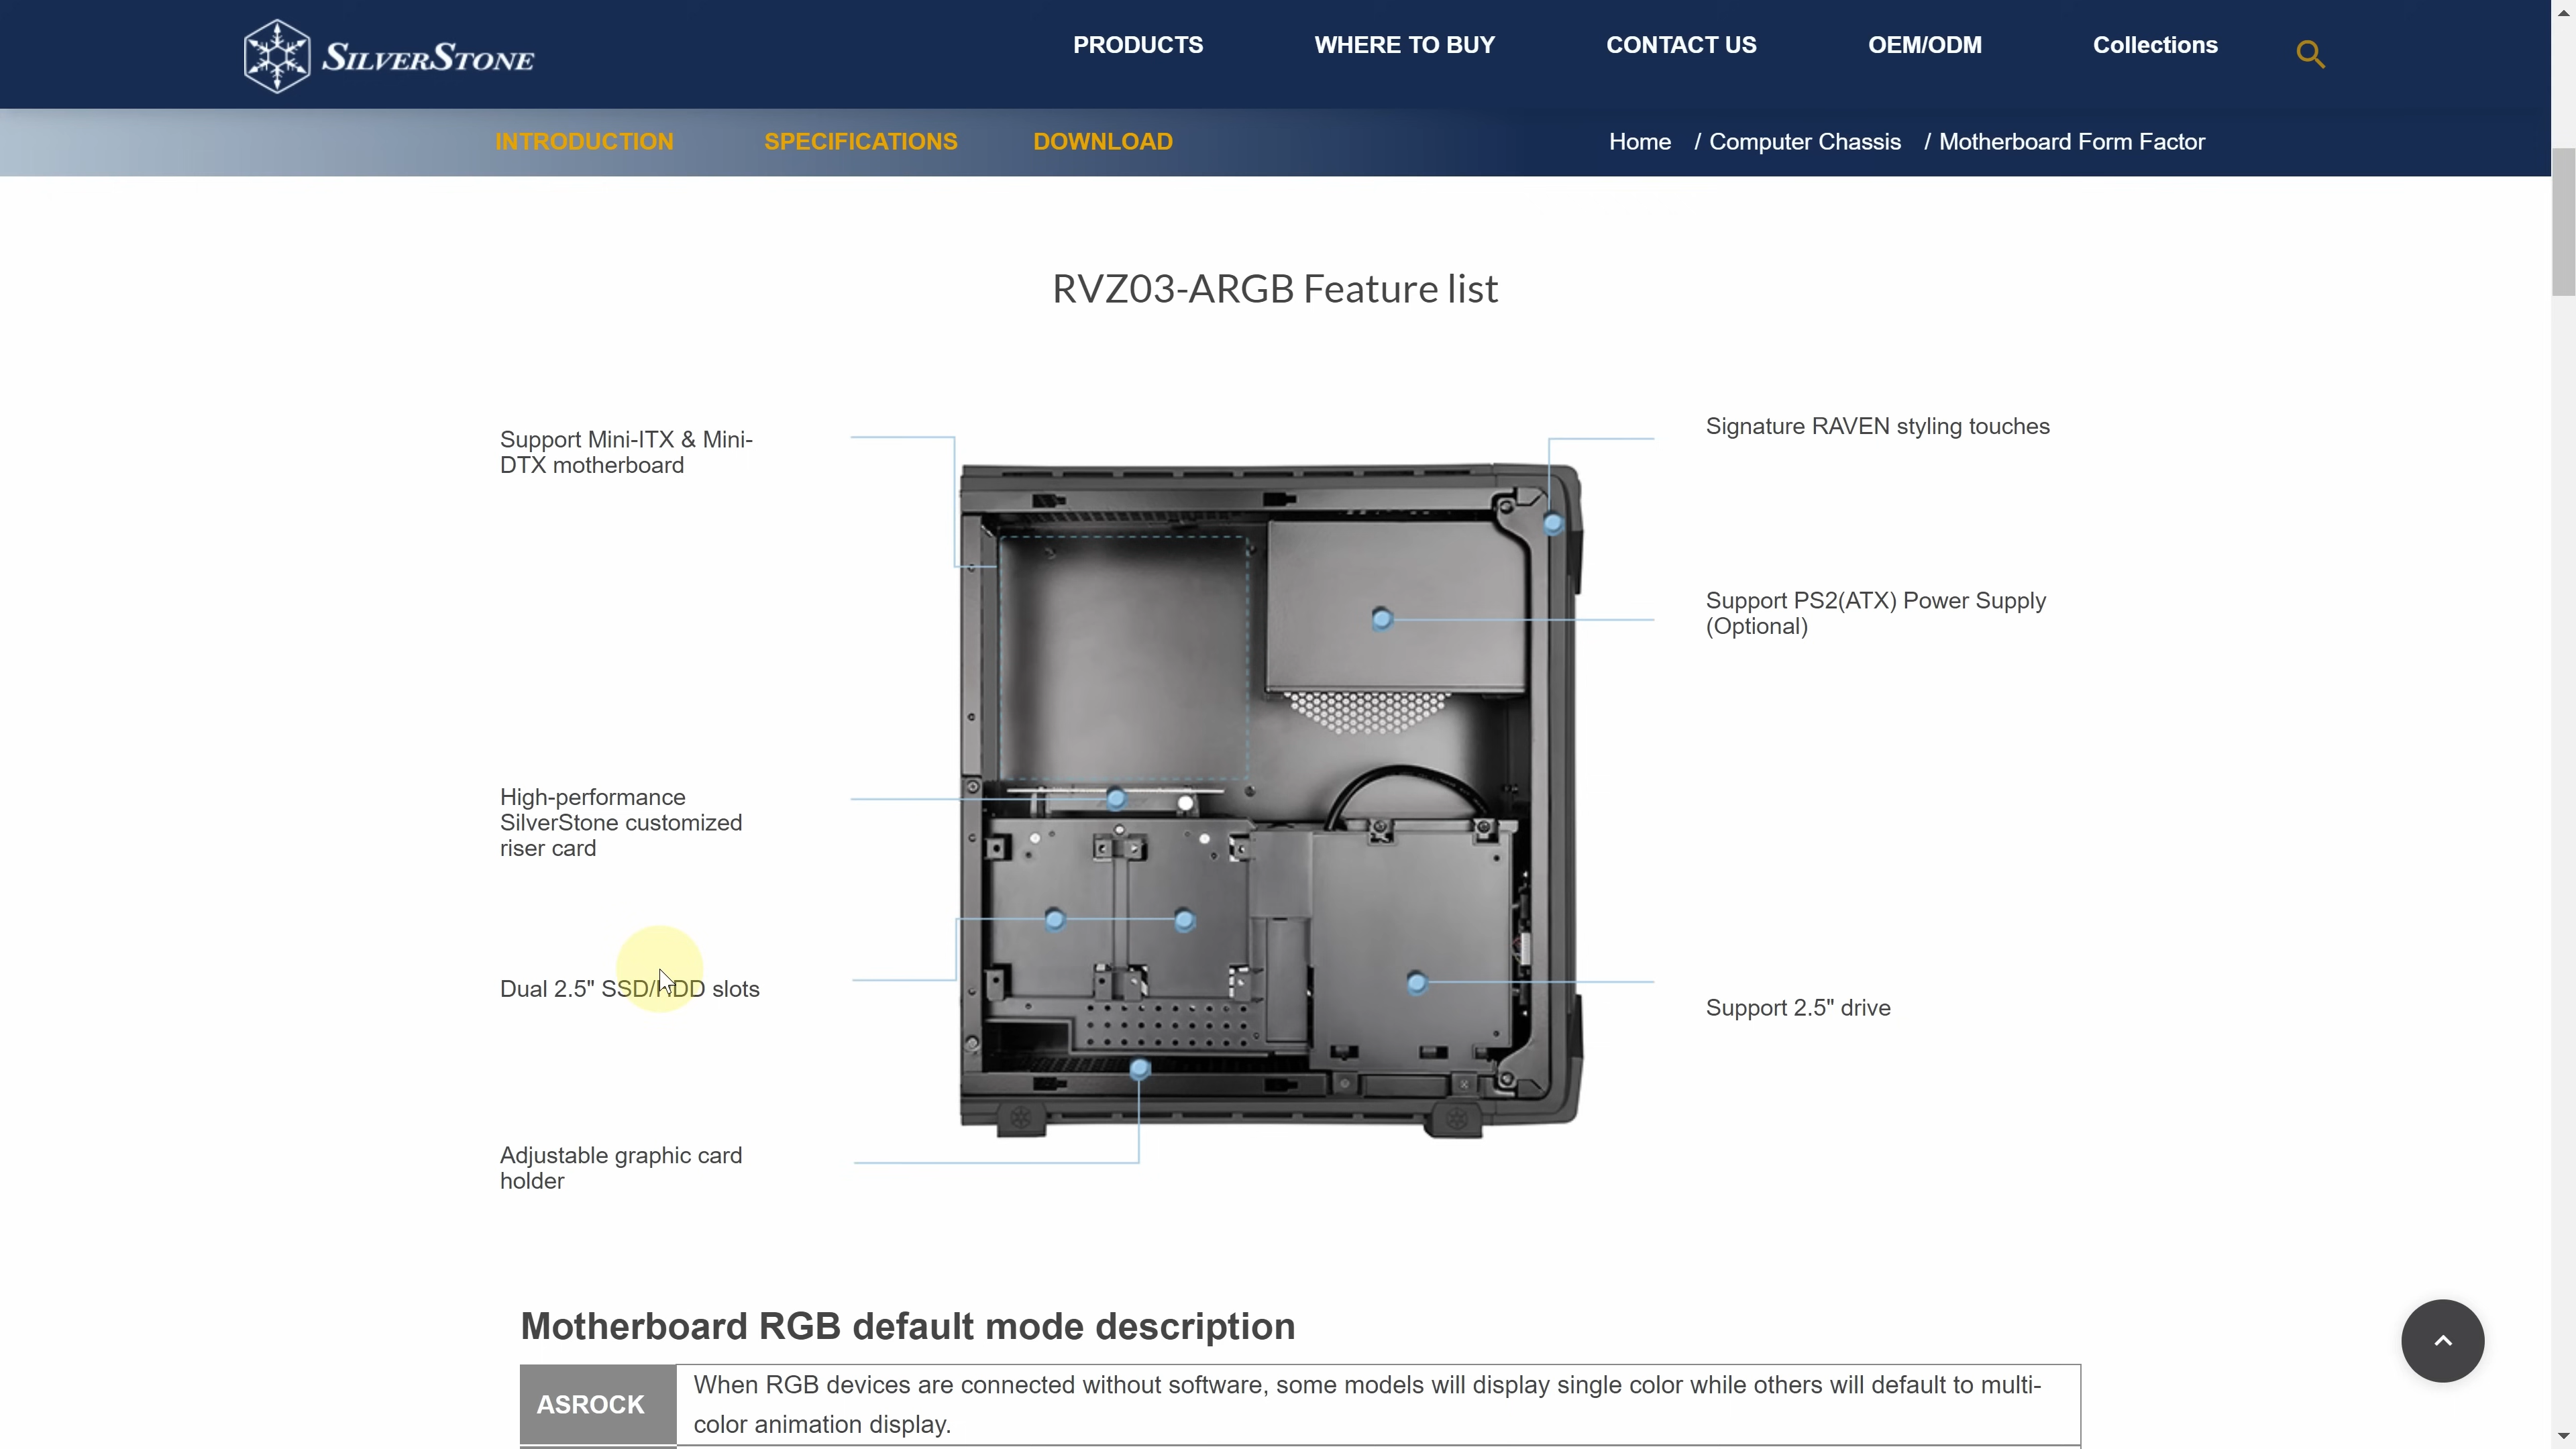 SILVERSTONE
PRODUCTS
WHERE TO BUY
CONTACT US
OEM/ODM
Collections
INTRODUCTION
SPECIFICATIONS
DOWNLOAD
Home / Computer Chassis / Motherboard Form Factor
RVZ03-ARGB Feature list
Support Mini-ITX & Mini-
DTX motherboard
High-performance
SilverStone customized
riser card
Dual 2.5" SSD/HDD slots
Adjustable graphic card
holder
Signature RAVEN styling touches
Support PS2(ATX) Power Supply
(Optional)
Support 2.5" drive
Motherboard RGB default mode description
ASROCK
When RGB devices are connected without software, some models will display single color while others will default to multi-
color animation display.